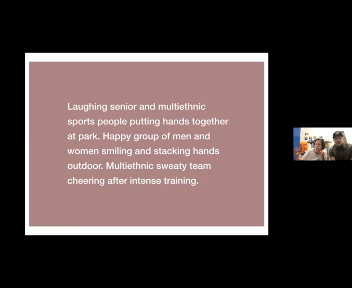 Laughing senior and multiethnic
sports people putting hands together
at park. Happy group of men and
women smiling and stacking hands
outdoor. Multiethnic sweaty team
cheering after intense training.